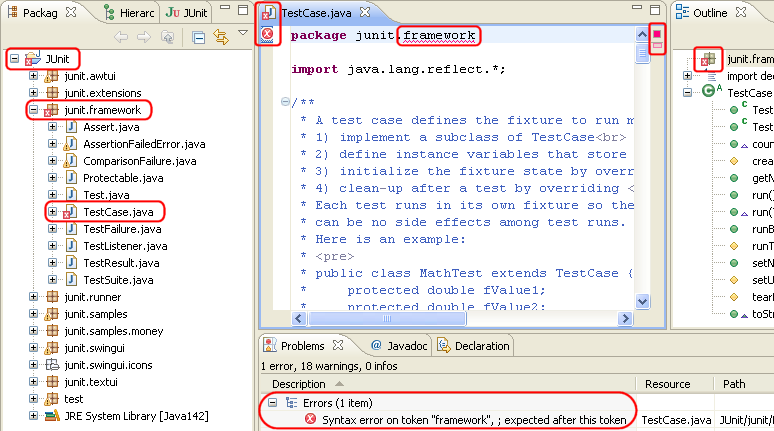 Packag
Hierarc
JUnit
JUnit
junit.awtui
junit.extensions
junit.framework
Assert.java
AssertionFailedError.java
ComparisonFailure.java
Protectable.java
Test.java
TestCase.java
TestFailure.java
TestListener.java
TestResult.java
TestSuite.java
junit.runner
junit.samples
junit.samples.money
junit.swingui
junit.swingui.icons
junit.textui
test
JRE System Library [Java142]
TestCase.java
package junit.framework
import java.lang.reflect.*;
/**
* A test case defines the fixture to run m
* 1) implement a subclass of TestCase<br>
* 2) define instance variables that store
* 3) initialize the fixture state by overr
* 4) clean-up after a test by overriding <
* Each test runs in its own fixture so the
* can be no side effects among test runs.
* Here is an example:
* <pre>
* public class MathTest extends TestCase {
*     protected double fValue1;
*     protected double fValue2;
Outline
junit.fram
import dec
TestCase
Test
Test
coun
crea
getN
run()
run(T
runB
runT
setN
setU
tearD
toStr
Problems
Javadoc
Declaration
1 error, 18 warnings, 0 infos
Description Resource Path
Errors (1 item)
Syntax error on token "framework", ; expected after this token TestCase.java JUnit/junit/f